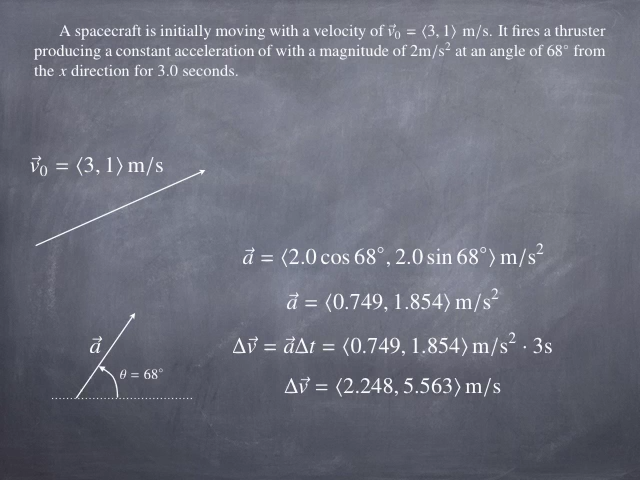 A spacecraft is initially moving with a velocity of v⃗₀ = ⟨3, 1⟩ m/s. It fires a thruster
producing a constant acceleration of with a magnitude of 2m/s² at an angle of 68° from
the x direction for 3.0 seconds.
v⃗₀ = ⟨3, 1⟩ m/s
a⃗ = ⟨2.0 cos 68°, 2.0 sin 68°⟩ m/s²
a⃗ = ⟨0.749, 1.854⟩ m/s²
a⃗
Δv⃗ = a⃗Δt = ⟨0.749, 1.854⟩ m/s² · 3s
θ = 68°
Δv⃗ = ⟨2.248, 5.563⟩ m/s